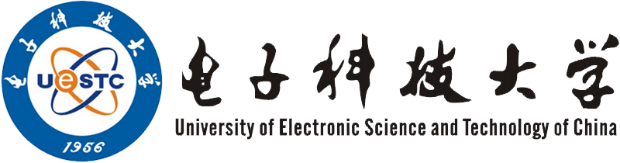 电子科技大学
UESTC
1956
电子科技大学
University of Electronic Science and Technology of China